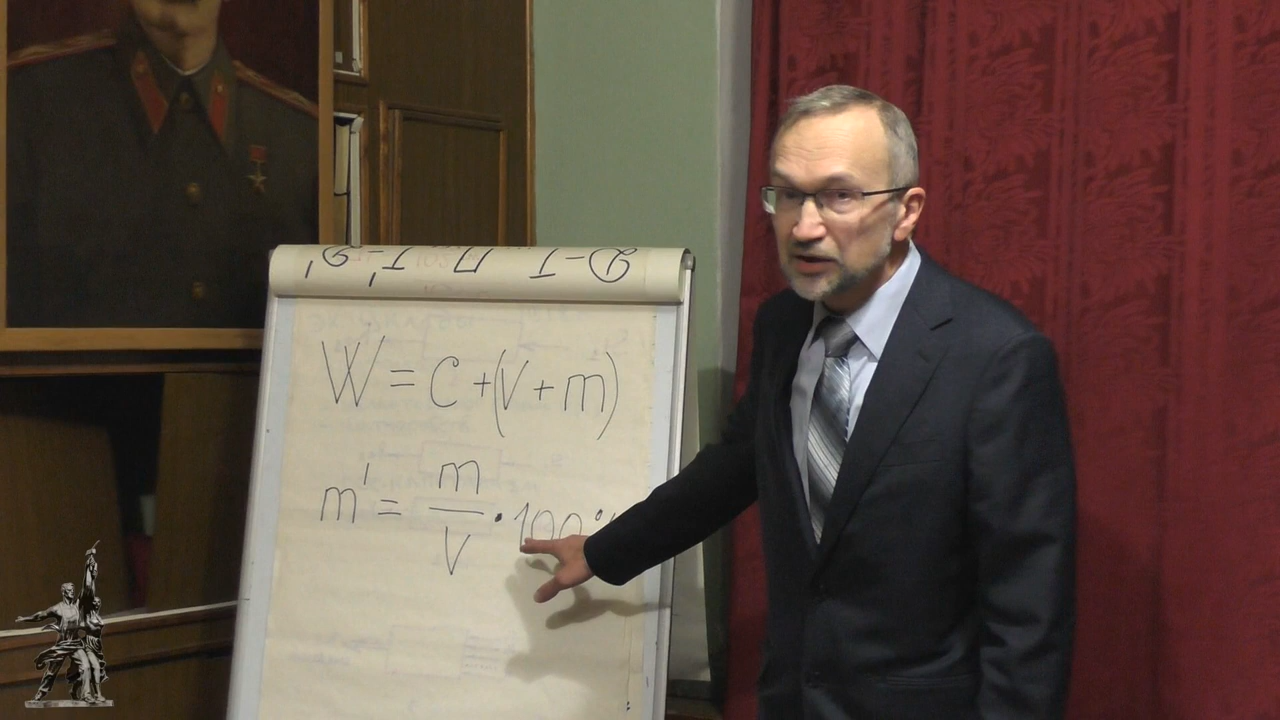 Д - Т ... П ... Т' - Д'
W = C + (V + m)
m' = m/V · 100%